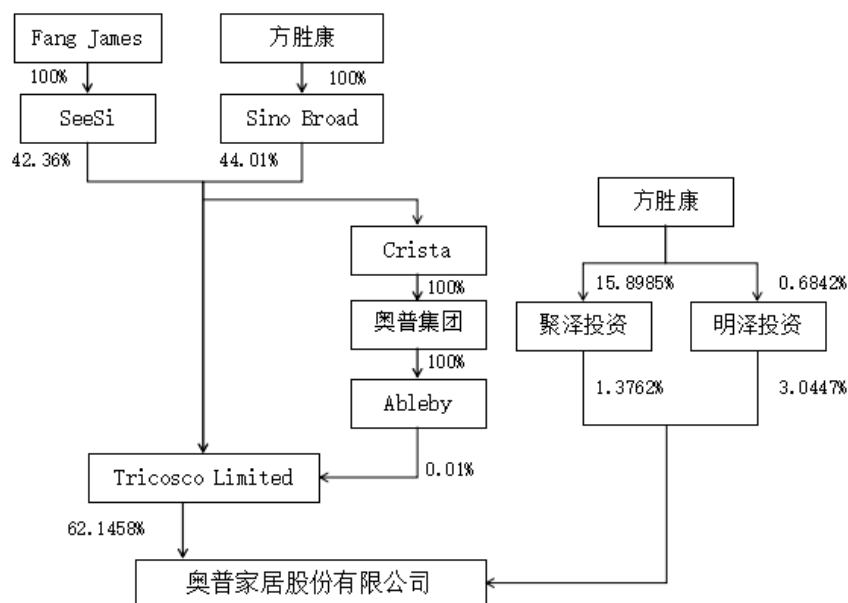 Fang James
方胜康
100%
100%
SeeSi
Sino Broad
42.36%
44.01%
方胜康
Crista
15.8985%
0.6842%
100%
奥普集团
聚泽投资
明泽投资
100%
1.3762%
3.0447%
Ableby
Tricosco Limited
0.01%
62.1458%
奥普家居股份有限公司